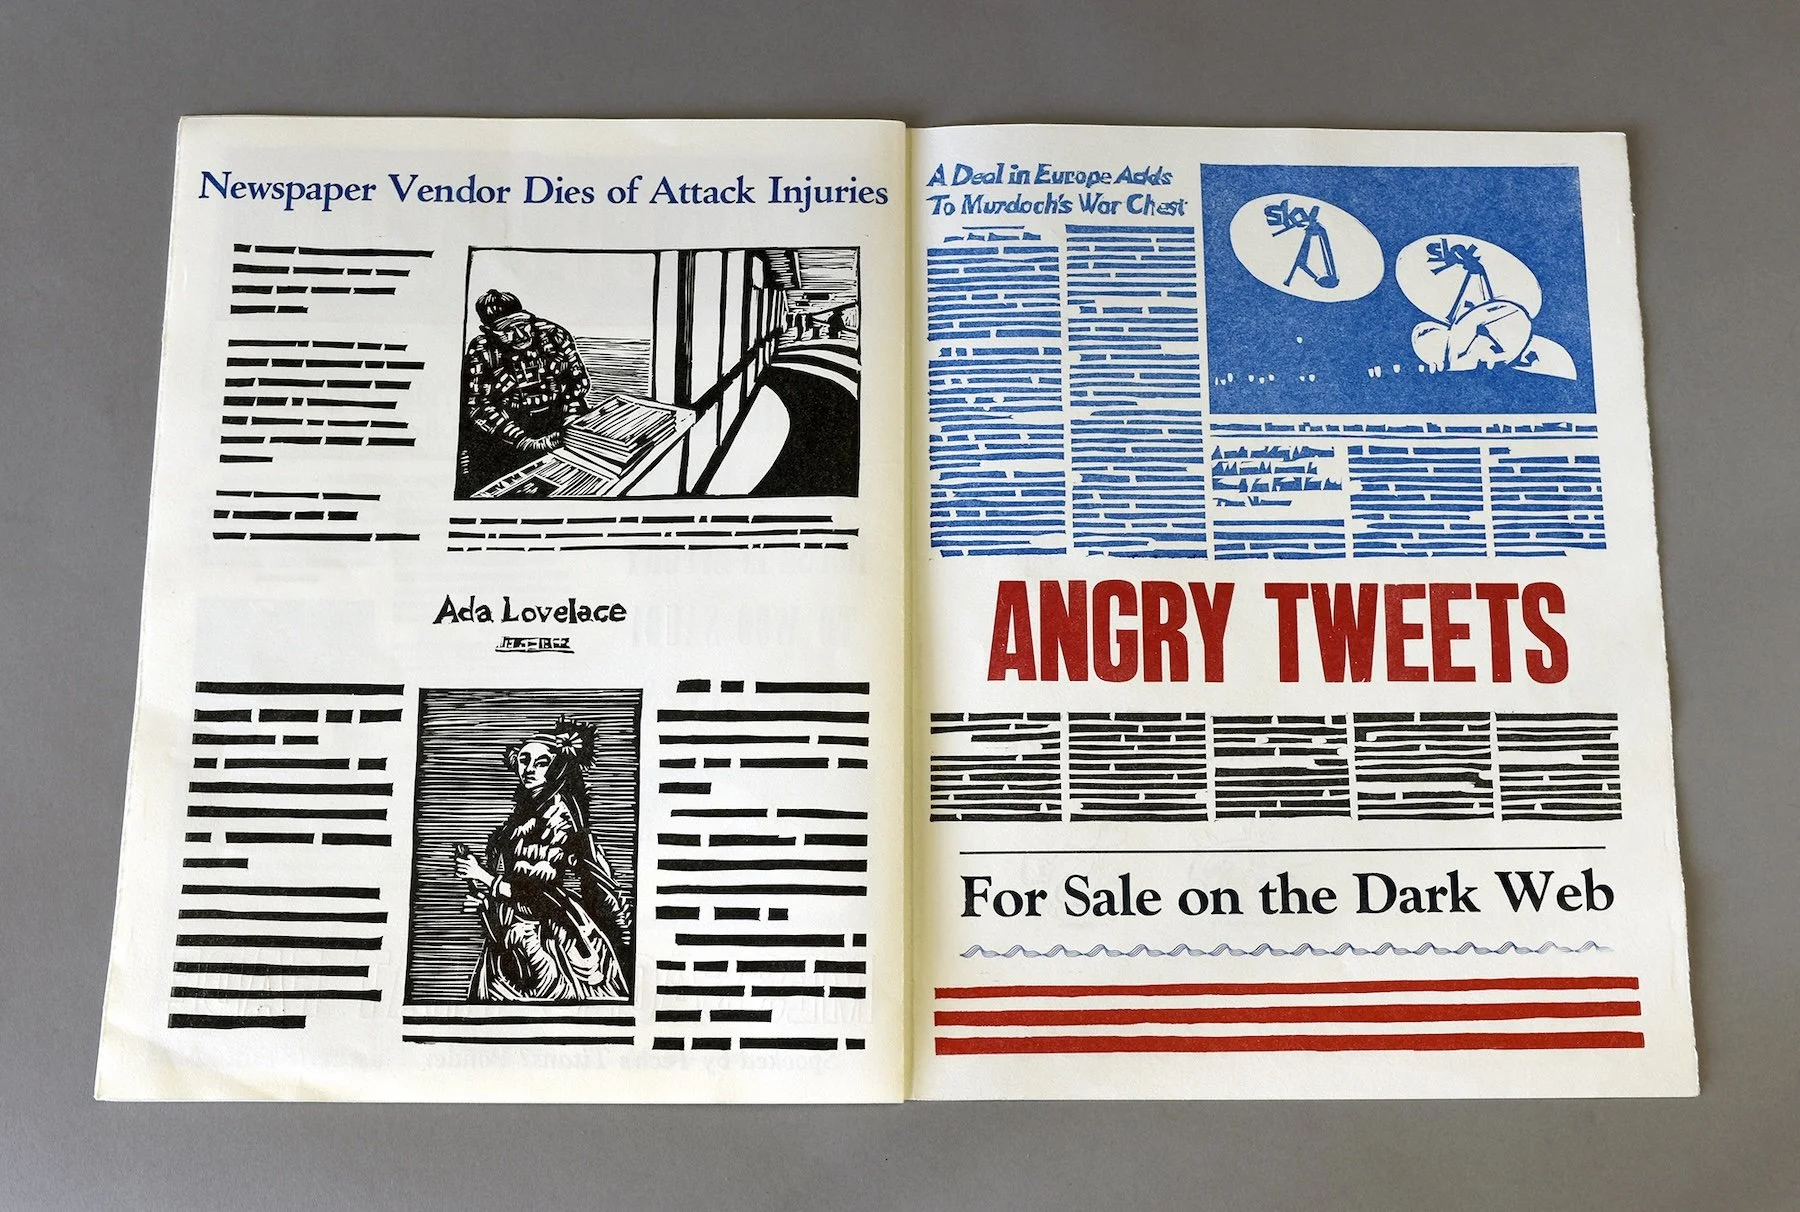 Newspaper Vendor Dies of Attack Injuries
Ada Lovelace
A Deal in Europe Adds
To Murdoch's War Chest
sky
sky
ANGRY TWEETS
For Sale on the Dark Web